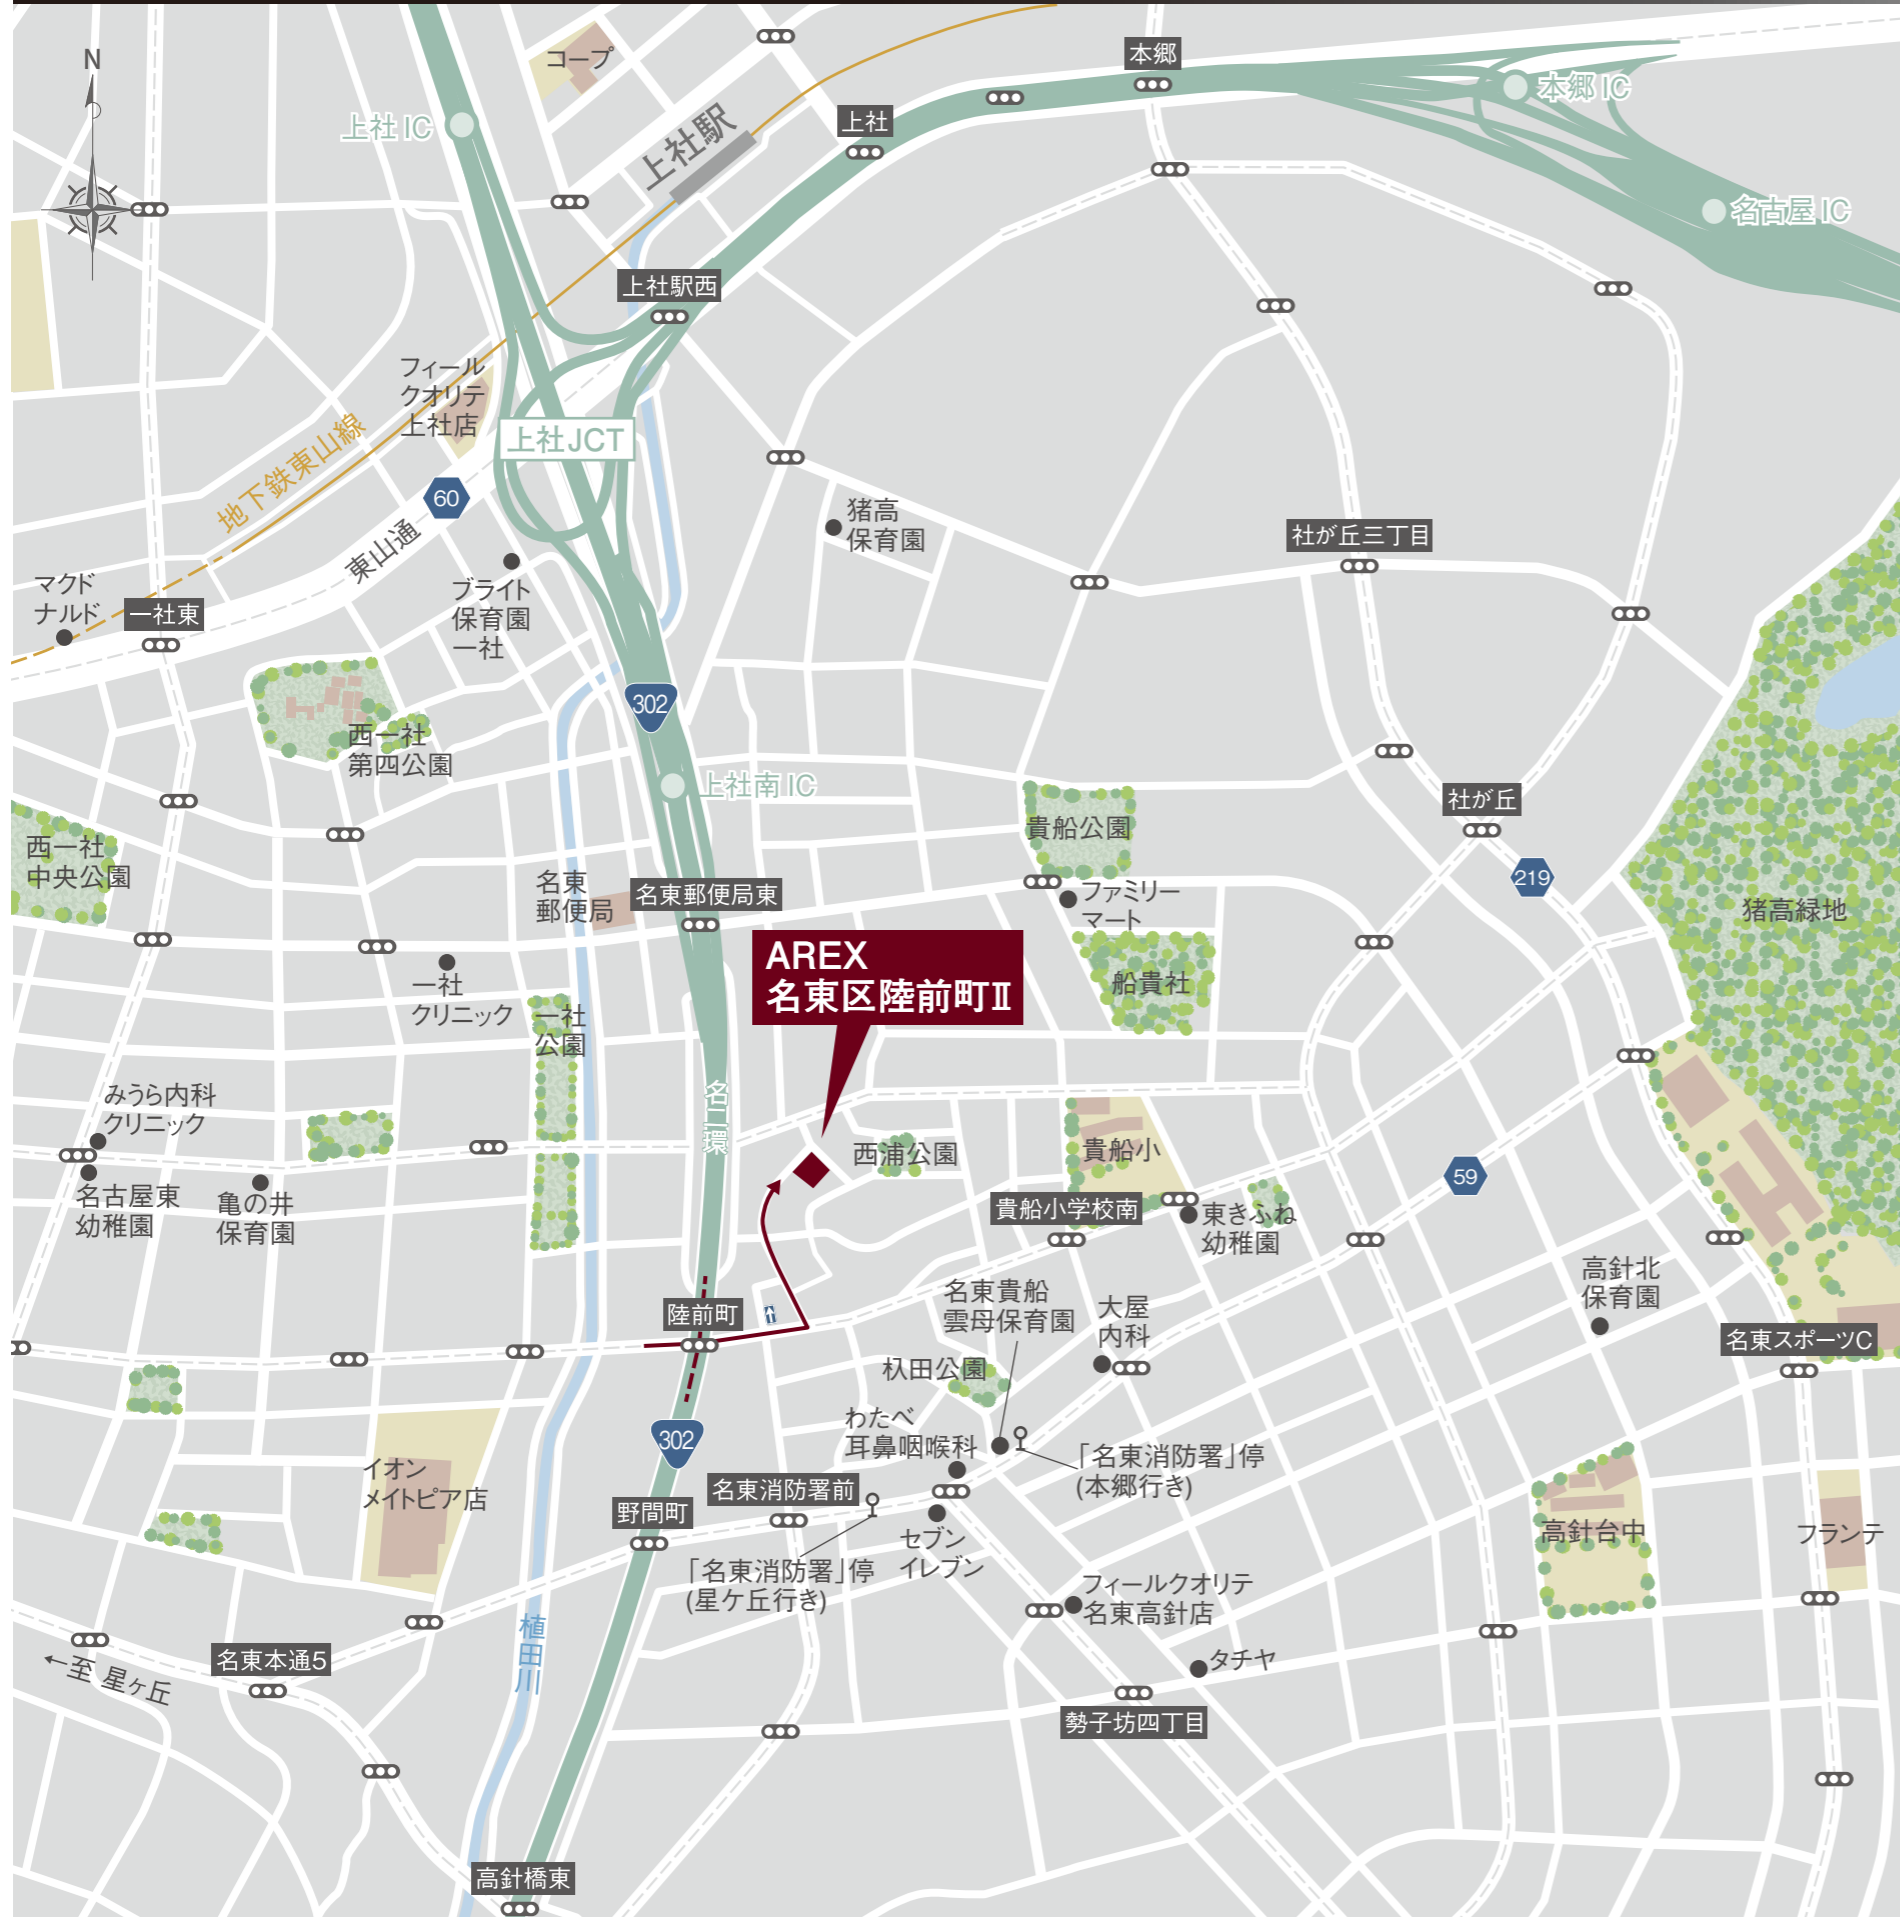 N
コープ
本郷
本郷 IC
上社 IC
上社駅
上社
名古屋 IC
上社駅西
フィール
クオリテ
上社店
上社JCT
地下鉄東山線
60
東山通
猪高
保育園
社が丘三丁目
マクド
ナルド
一社東
ブライト
保育園
一社
302
西一社
第四公園
上社南 IC
社が丘
貴船公園
西一社
中央公園
名東
郵便局
名東郵便局東
ファミリー
マート
219
猪高緑地
AREX
名東区陸前町Ⅱ
船貴社
一社
クリニック
一社
公園
名二環
みうら内科
クリニック
西浦公園
貴船小
59
名古屋東
幼稚園
亀の井
保育園
貴船小学校南
東きふね
幼稚園
高針北
保育園
陸前町
名東貴船
雲母保育園
大屋
内科
名東スポーツC
杁田公園
わたべ
耳鼻咽喉科
302
「名東消防署」停
(本郷行き)
イオン
メイトピア店
名東消防署前
野間町
セブン
イレブン
高針台中
フランテ
「名東消防署」停
(星ケ丘行き)
フィールクオリテ
名東高針店
植田川
名東本通5
←至 星ヶ丘
タチヤ
勢子坊四丁目
高針橋東